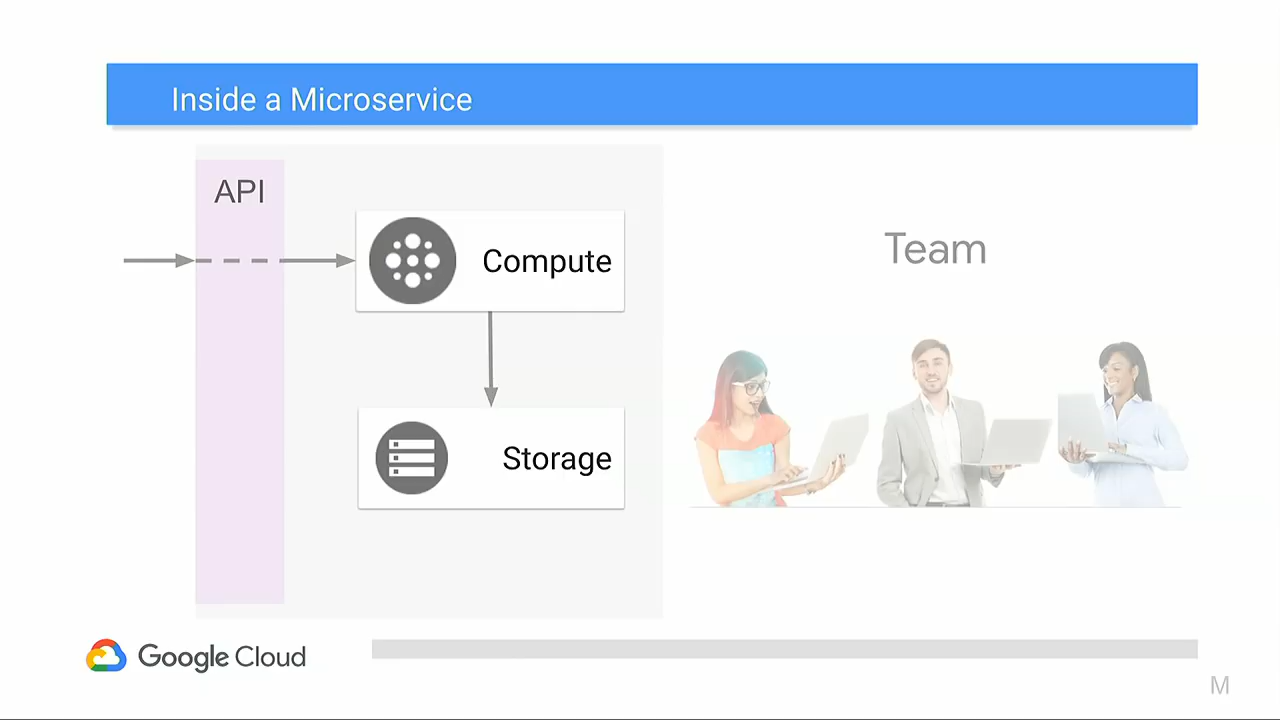 Inside a Microservice
API
Compute
Team
Storage
Google Cloud
M